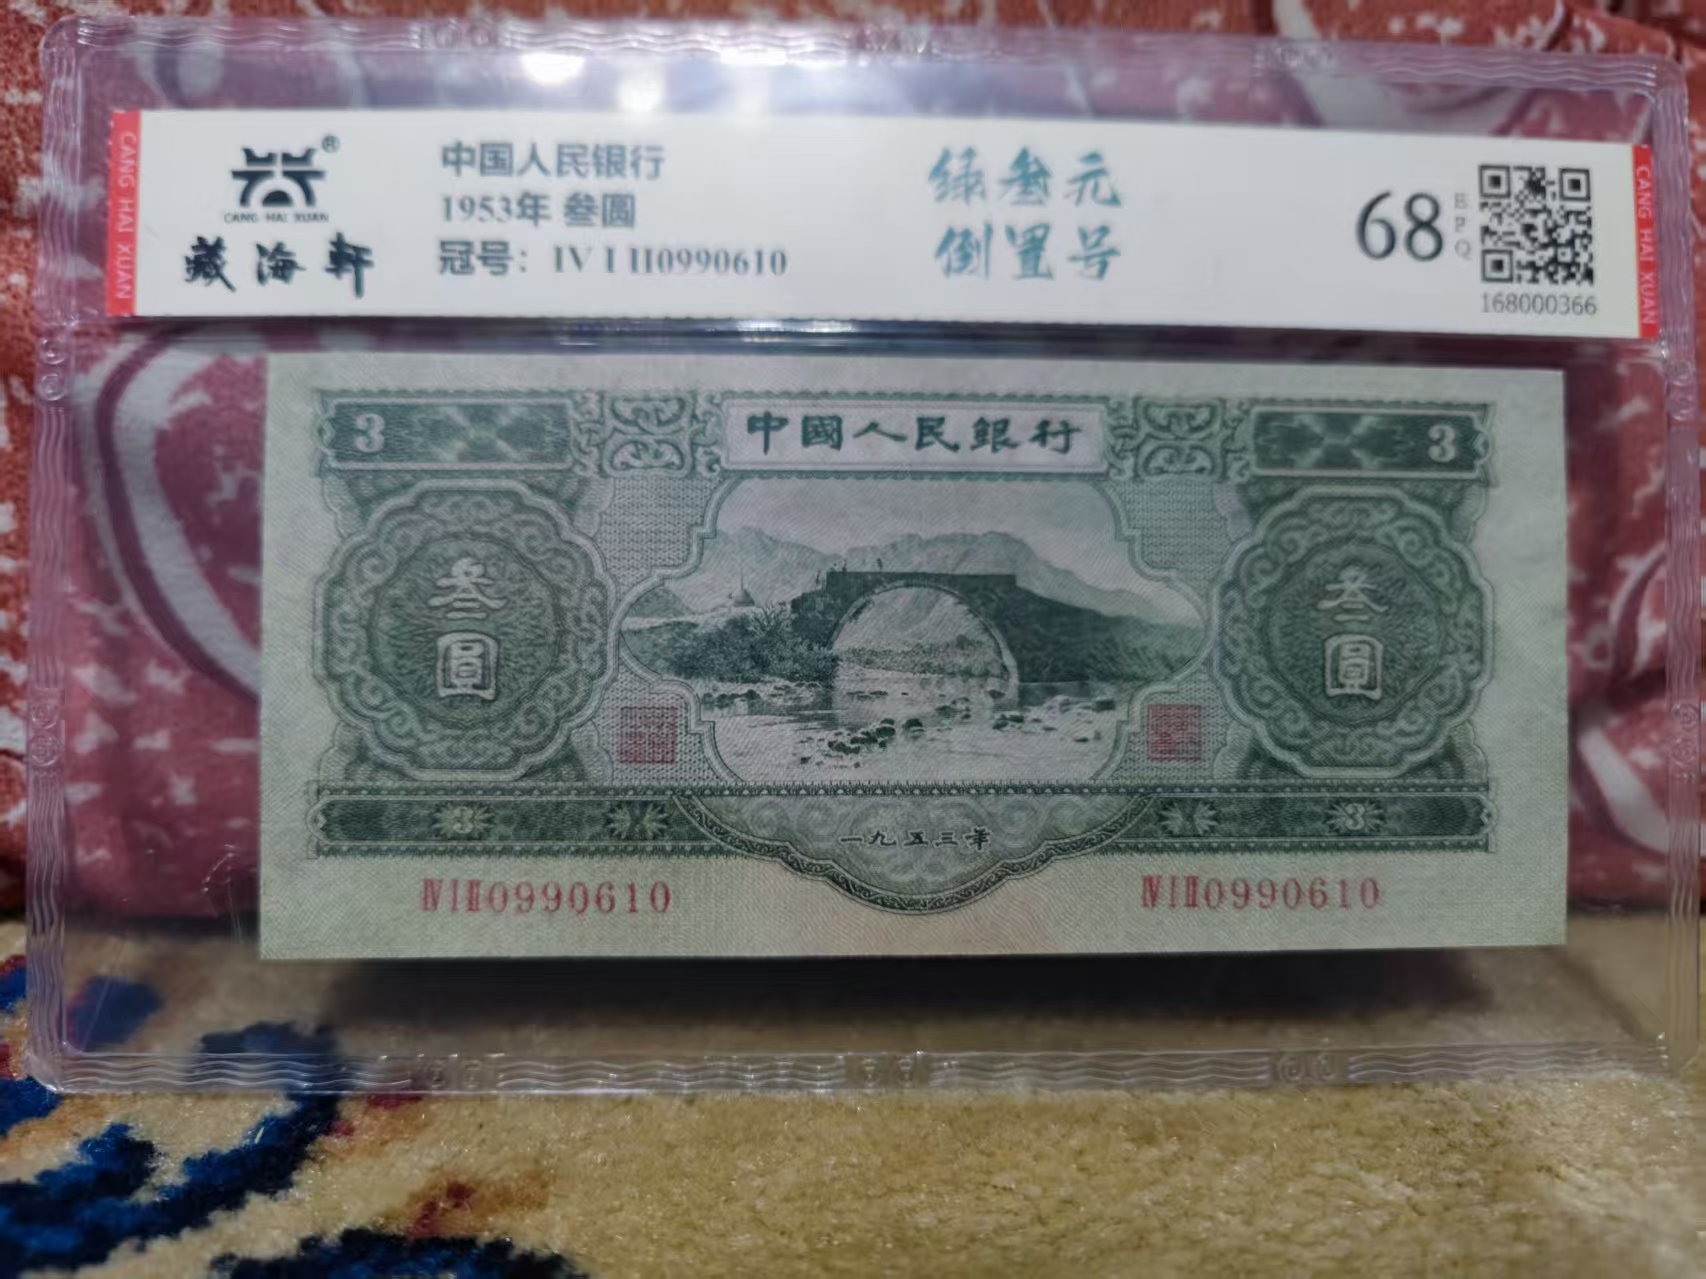 CANG HAI XUAN
®
CANG HAI XUAN
藏海轩
中国人民银行
1953年 叁圆
冠号：IV I II0990610
绿叁元
倒置号
68
EPQ
168000366
CANG HAI XUAN
3
中國人民銀行
3
叁圓
叁圓
3
一九五三年
3
ⅣⅠⅡ0990610
ⅣⅠⅡ0990610